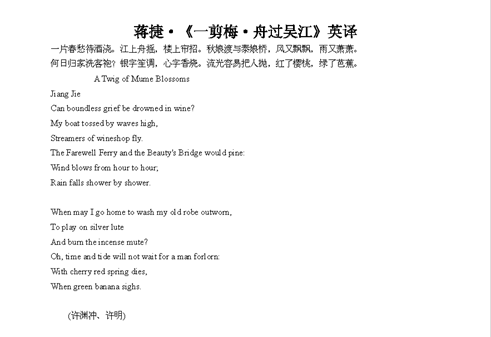 蒋捷·《一剪梅·舟过吴江》英译
一片春愁待酒浇。江上舟摇，楼上帘招。秋娘渡与泰娘桥，风又飘飘。雨又萧萧。
何日归家洗客袍？银字笙调，心字香烧。流光容易把人抛，红了樱桃，绿了芭蕉。
A Twig of Mume Blossoms
Jiang Jie
Can boundless grief be drowned in wine?
My boat tossed by waves high,
Streamers of wineshop fly.
The Farewell Ferry and the Beauty's Bridge would pine:
Wind blows from hour to hour,
Rain falls shower by shower.
When may I go home to wash my old robe outworn,
To play on silver lute
And burn the incense mute?
Oh, time and tide will not wait for a man forlorn:
With cherry red spring dies,
When green banana sighs.
(许渊冲、许明)